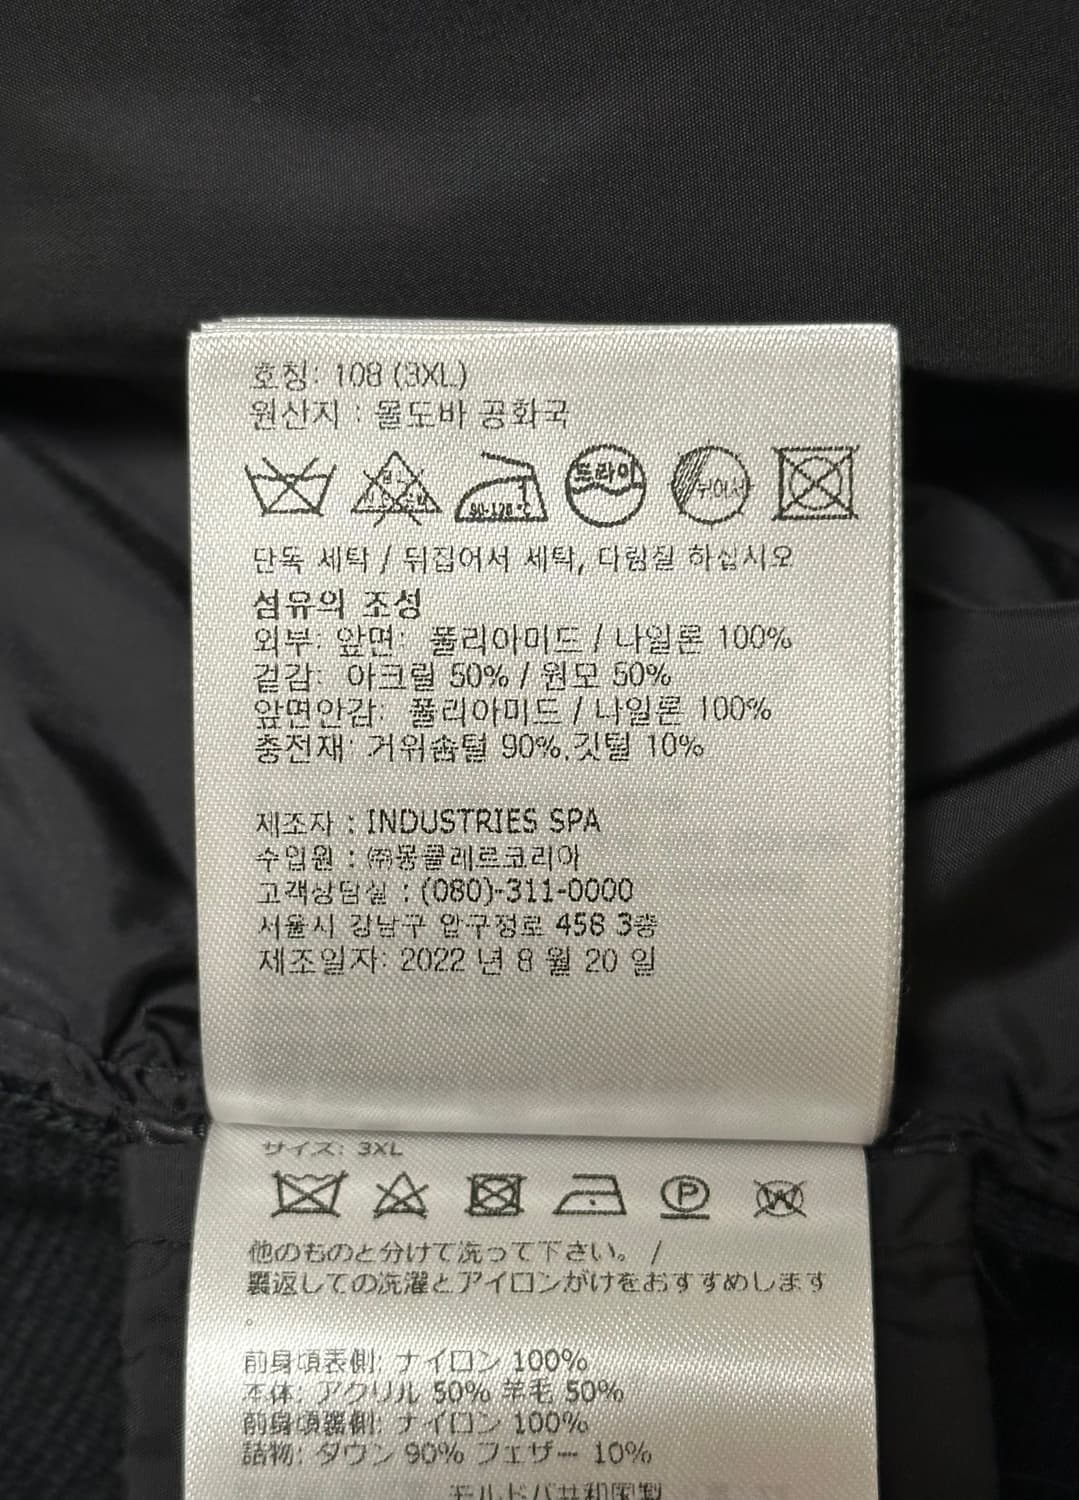 호칭: 108 (3XL)
원산지 : 몰도바 공화국
드라이
90-120 °C
뉘어서
단독 세탁 / 뒤집어서 세탁, 다림질 하십시오
섬유의 조성
외부: 앞면: 폴리아미드 / 나일론 100%
겉감: 아크릴 50% / 원모 50%
앞면안감: 폴리아미드 / 나일론 100%
충전재: 거위솜털 90%,깃털 10%
제조자 : INDUSTRIES SPA
수입원 : ㈜몽클레르코리아
고객상담실 : (080)-311-0000
서울시 강남구 압구정로 458 3층
제조일자: 2022 년 8 월 20 일
サイズ: 3XL
P W
他のものと分けて洗って下さい。 /
裏返しての洗濯とアイロンがけをおすすめします
。
前身頃表側: ナイロン 100%
本体: アクリル 50% 羊毛 50%
前身頃裏側: ナイロン 100%
詰物: ダウン 90% フェザー 10%
モルドバ共和国製